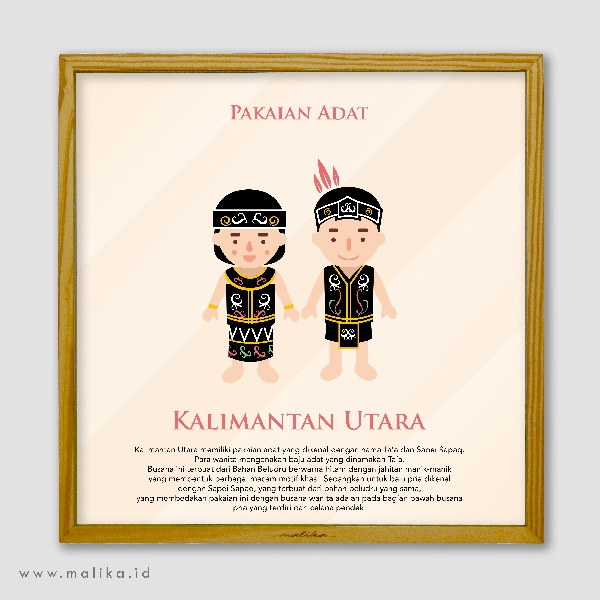 PAKAIAN ADAT
KALIMANTAN UTARA
Kalimantan Utara memiliki pakaian adat yang dikenal dengan nama Ta'a dan Sapei Sapaq.
Para wanita mengenakan baju adat yang dinamakan Ta'a.
Busana ini terbuat dari Bahan Beludru berwarna hitam dengan jahitan manik-manik
yang membentuk berbagai macam motif khas. Sedangkan untuk baju pria dikenal
dengan Sapei Sapaq, yang terbuat dari bahan beludru yang sama,
yang membedakan pakaian ini dengan busana wanita adalah pada bagian bawah busana
pria yang terdiri dari celana pendek.
malika
www.malika.id